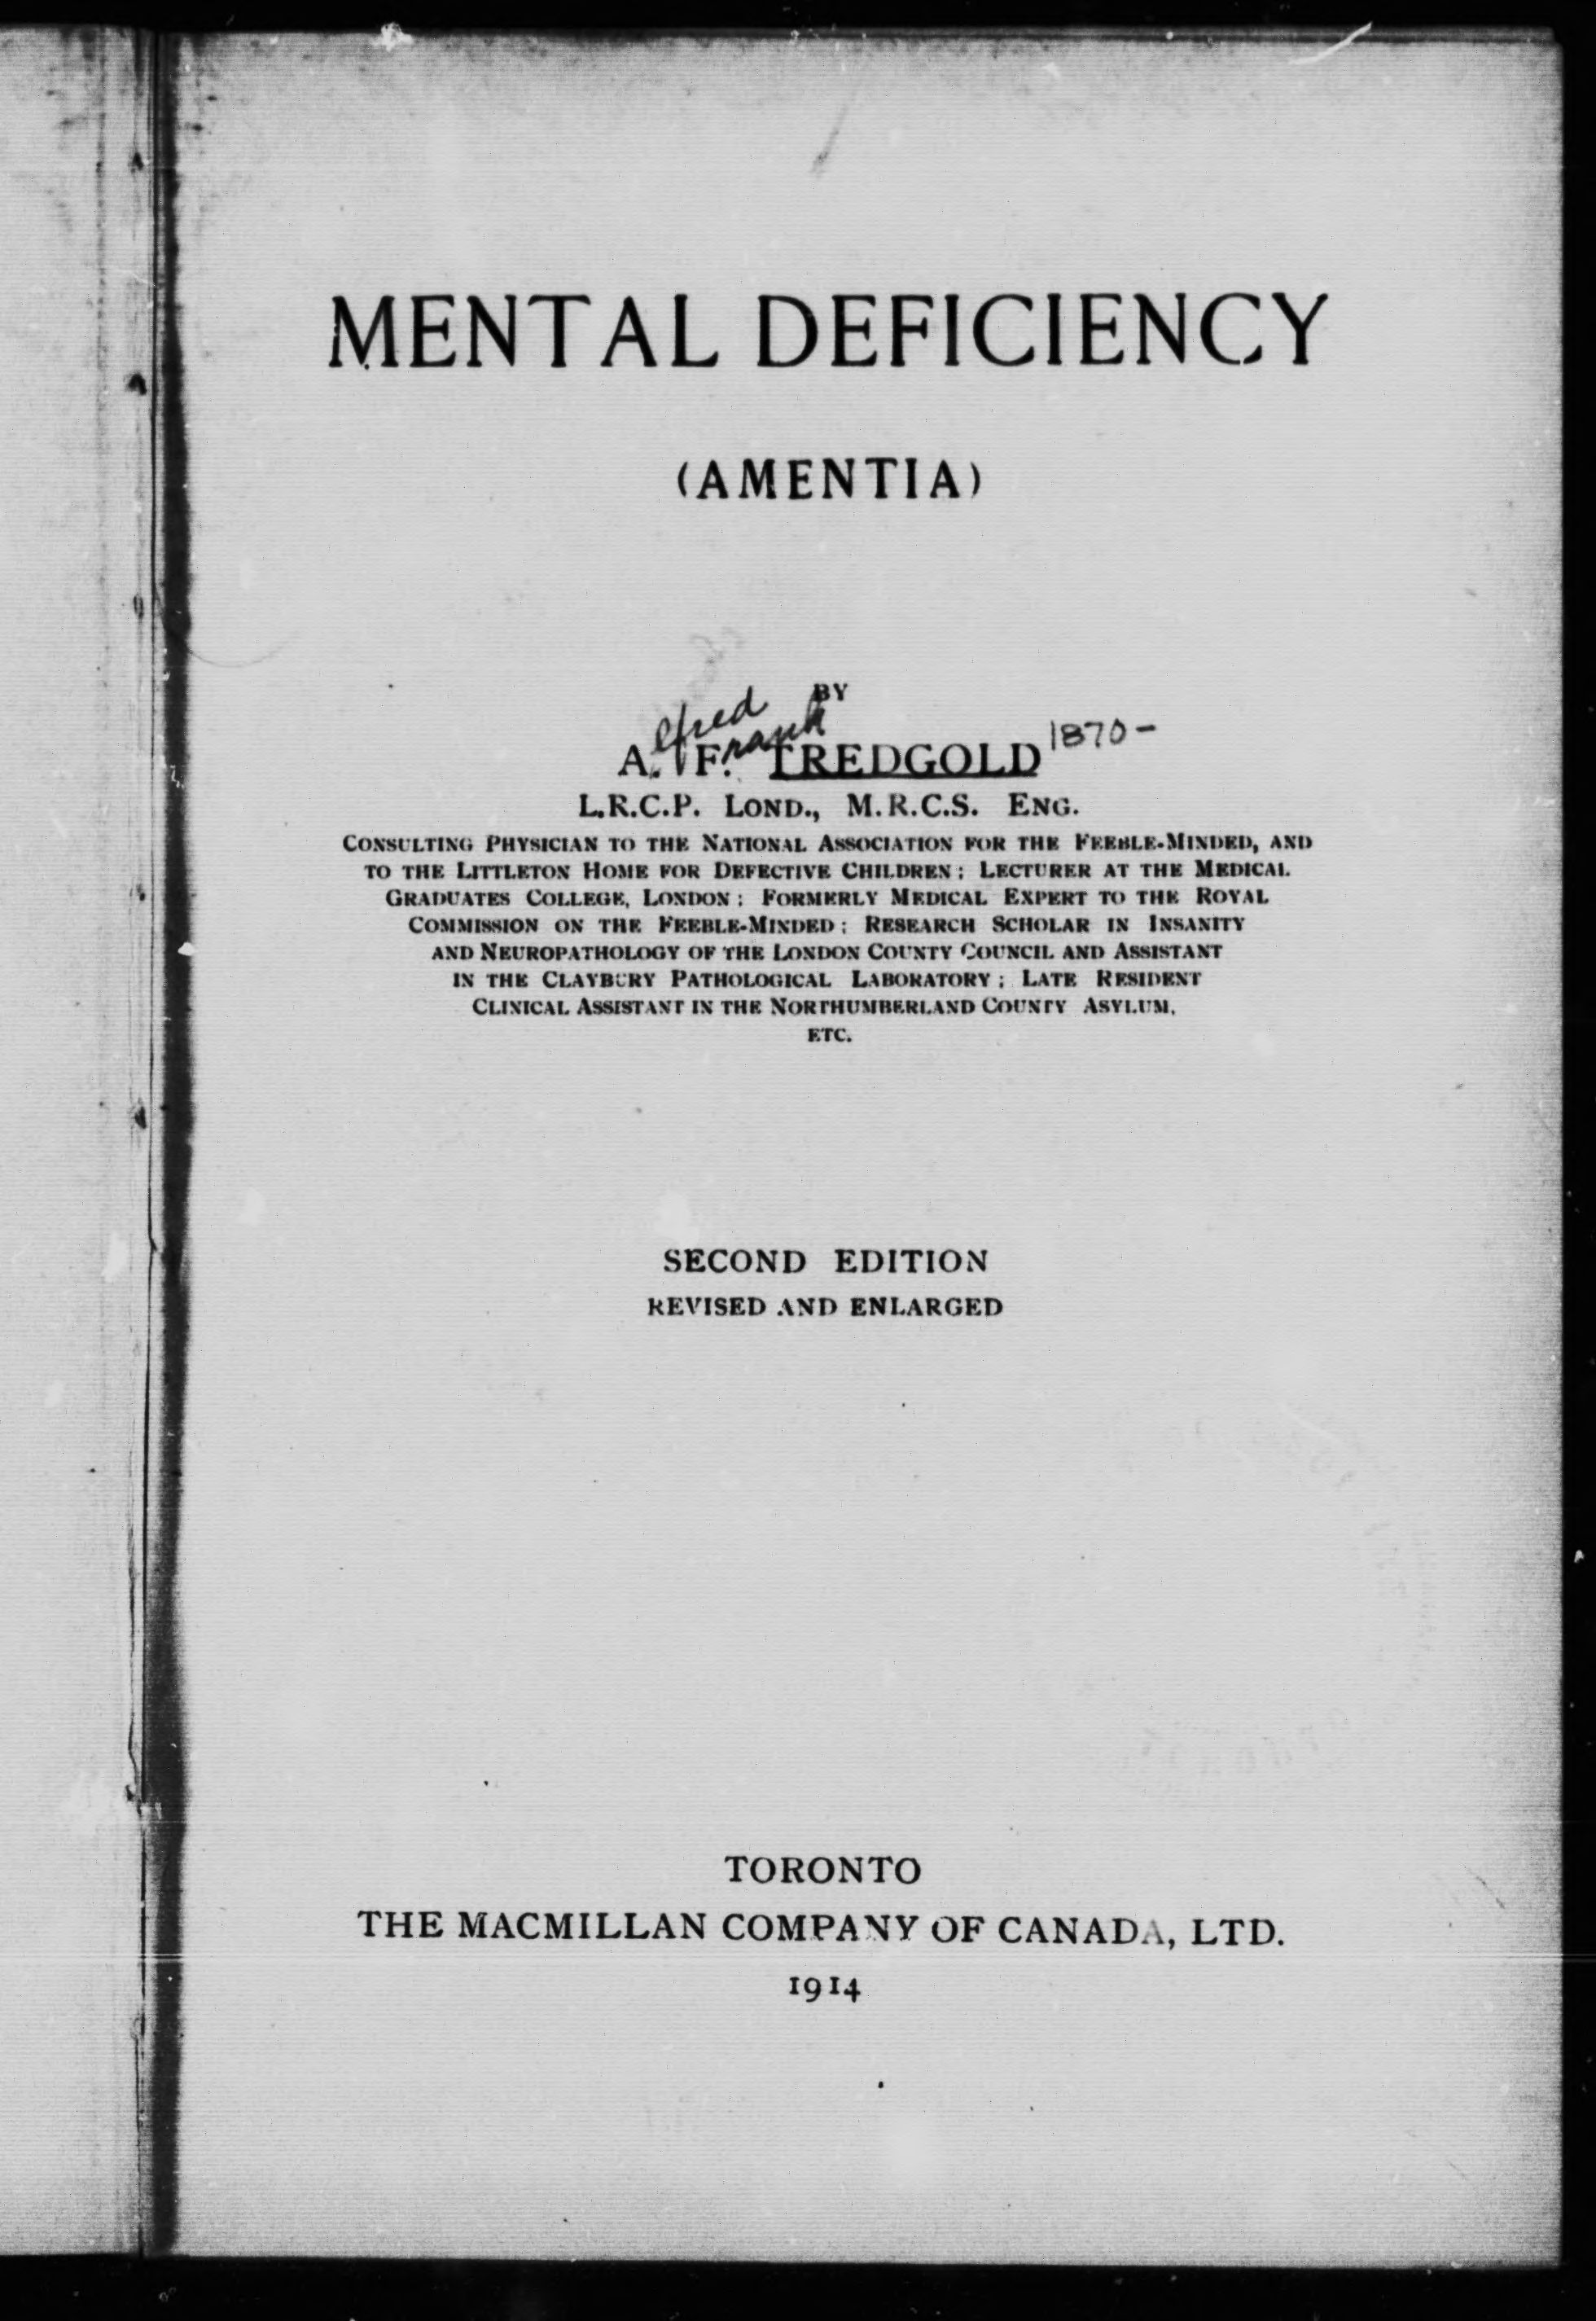 MENTAL DEFICIENCY
(AMENTIA)
BY
Alfred Frank
A. F. TREDGOLD 1870-
L.R.C.P. LOND., M.R.C.S. ENG.
CONSULTING PHYSICIAN TO THE NATIONAL ASSOCIATION FOR THE FEEBLE-MINDED, AND
TO THE LITTLETON HOME FOR DEFECTIVE CHILDREN; LECTURER AT THE MEDICAL
GRADUATES COLLEGE, LONDON; FORMERLY MEDICAL EXPERT TO THE ROYAL
COMMISSION ON THE FEEBLE-MINDED; RESEARCH SCHOLAR IN INSANITY
AND NEUROPATHOLOGY OF THE LONDON COUNTY COUNCIL AND ASSISTANT
IN THE CLAYBURY PATHOLOGICAL LABORATORY; LATE RESIDENT
CLINICAL ASSISTANT IN THE NORTHUMBERLAND COUNTY ASYLUM,
ETC.
SECOND EDITION
REVISED AND ENLARGED
TORONTO
THE MACMILLAN COMPANY OF CANADA, LTD.
1914